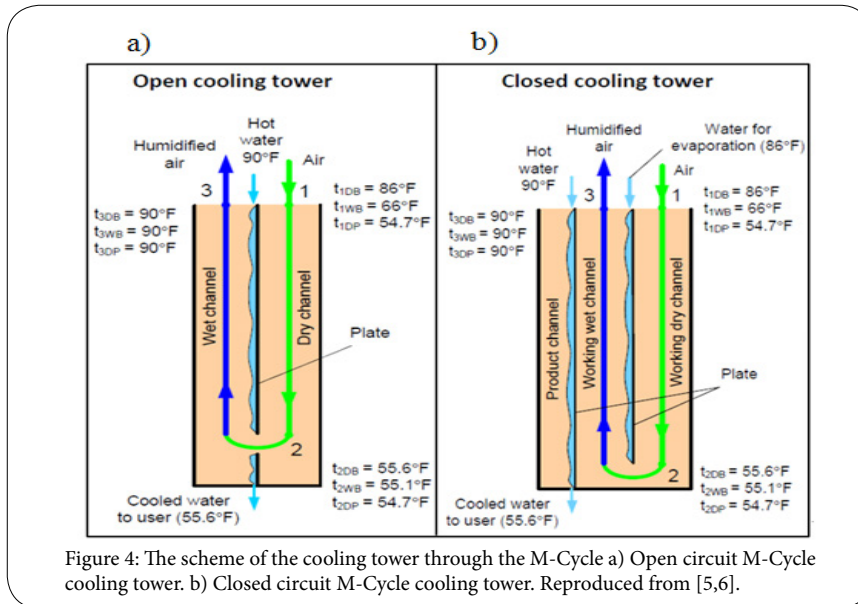 a)
Open cooling tower
Humidified
air
Hot
water
90°F
Air
3
1
t1DB = 86°F
t1WB = 66°F
t1DP = 54.7°F
t3DB = 90°F
t3WB = 90°F
t3DP = 90°F
Wet channel
Dry channel
Plate
2
t2DB = 55.6°F
t2WB = 55.1°F
t2DP = 54.7°F
Cooled water
to user (55.6°F)
b)
Closed cooling tower
Humidified
air
Water for
evaporation (86°F)
Hot
water
90°F
Air
3
1
t1DB = 86°F
t1WB = 66°F
t1DP = 54.7°F
t3DB = 90°F
t3WB = 90°F
t3DP = 90°F
Product channel
Working wet channel
Working dry channel
Plate
2
t2DB = 55.6°F
t2WB = 55.1°F
t2DP = 54.7°F
Cooled water
to user (55.6°F)
Figure 4: The scheme of the cooling tower through the M-Cycle a) Open circuit M-Cycle
cooling tower. b) Closed circuit M-Cycle cooling tower. Reproduced from [5,6].